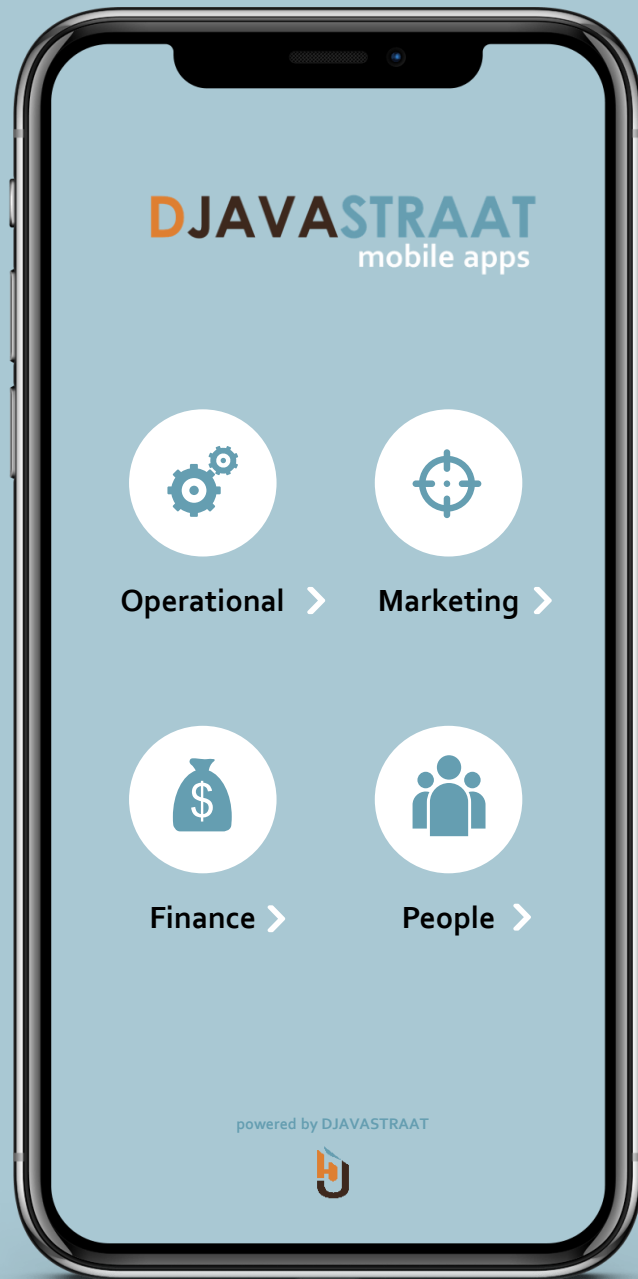 DJAVASTRAAT
mobile apps
Operational
Marketing
$
Finance
People
powered by DJAVASTRAAT